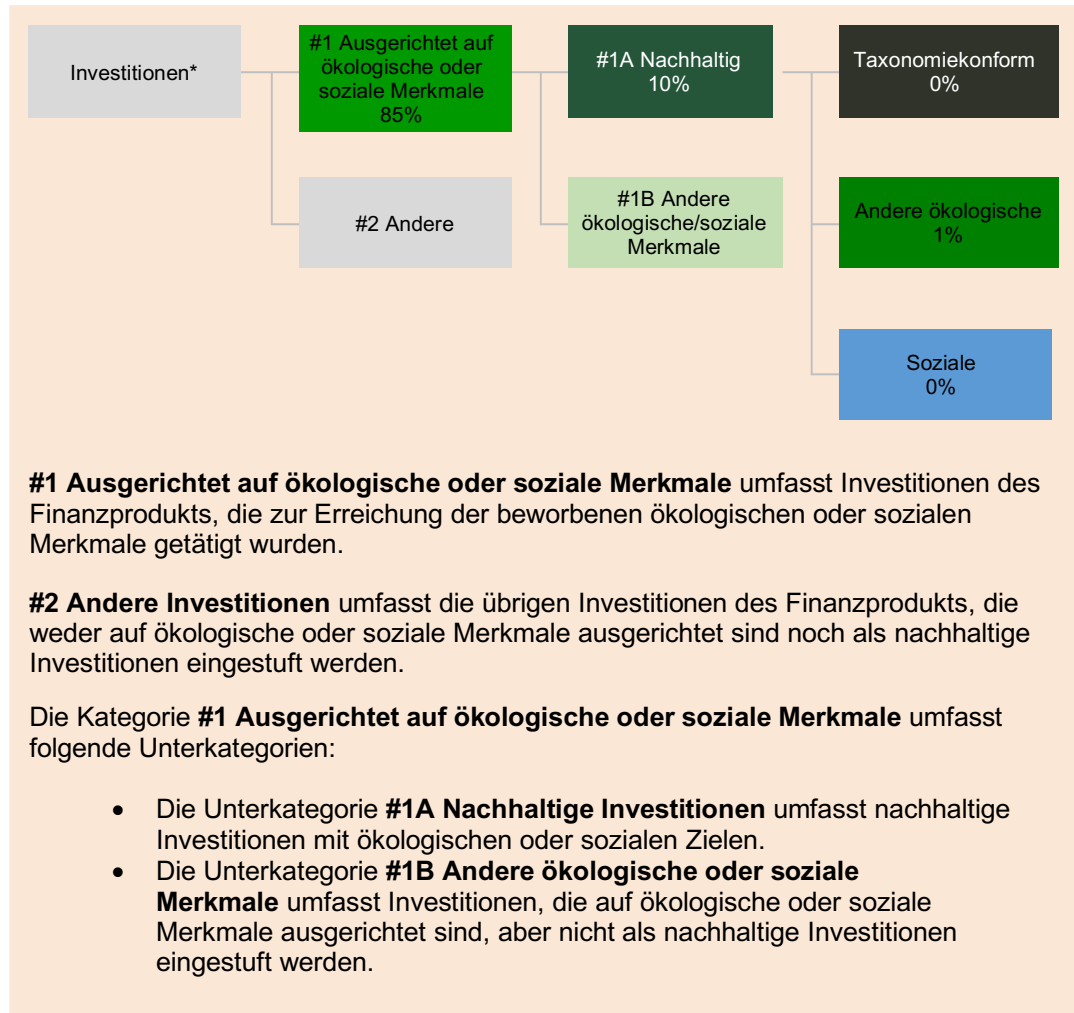 Investitionen*
#1 Ausgerichtet auf
ökologische oder
soziale Merkmale
85%
#1A Nachhaltig
10%
Taxonomiekonform
0%
#2 Andere
#1B Andere
ökologische/soziale
Merkmale
Andere ökologische
1%
Soziale
0%
#1 Ausgerichtet auf ökologische oder soziale Merkmale umfasst Investitionen des
Finanzprodukts, die zur Erreichung der beworbenen ökologischen oder sozialen
Merkmale getätigt wurden.
#2 Andere Investitionen umfasst die übrigen Investitionen des Finanzprodukts, die
weder auf ökologische oder soziale Merkmale ausgerichtet sind noch als nachhaltige
Investitionen eingestuft werden.
Die Kategorie #1 Ausgerichtet auf ökologische oder soziale Merkmale umfasst
folgende Unterkategorien:
• Die Unterkategorie #1A Nachhaltige Investitionen umfasst nachhaltige
Investitionen mit ökologischen oder sozialen Zielen.
• Die Unterkategorie #1B Andere ökologische oder soziale
Merkmale umfasst Investitionen, die auf ökologische oder soziale
Merkmale ausgerichtet sind, aber nicht als nachhaltige Investitionen
eingestuft werden.